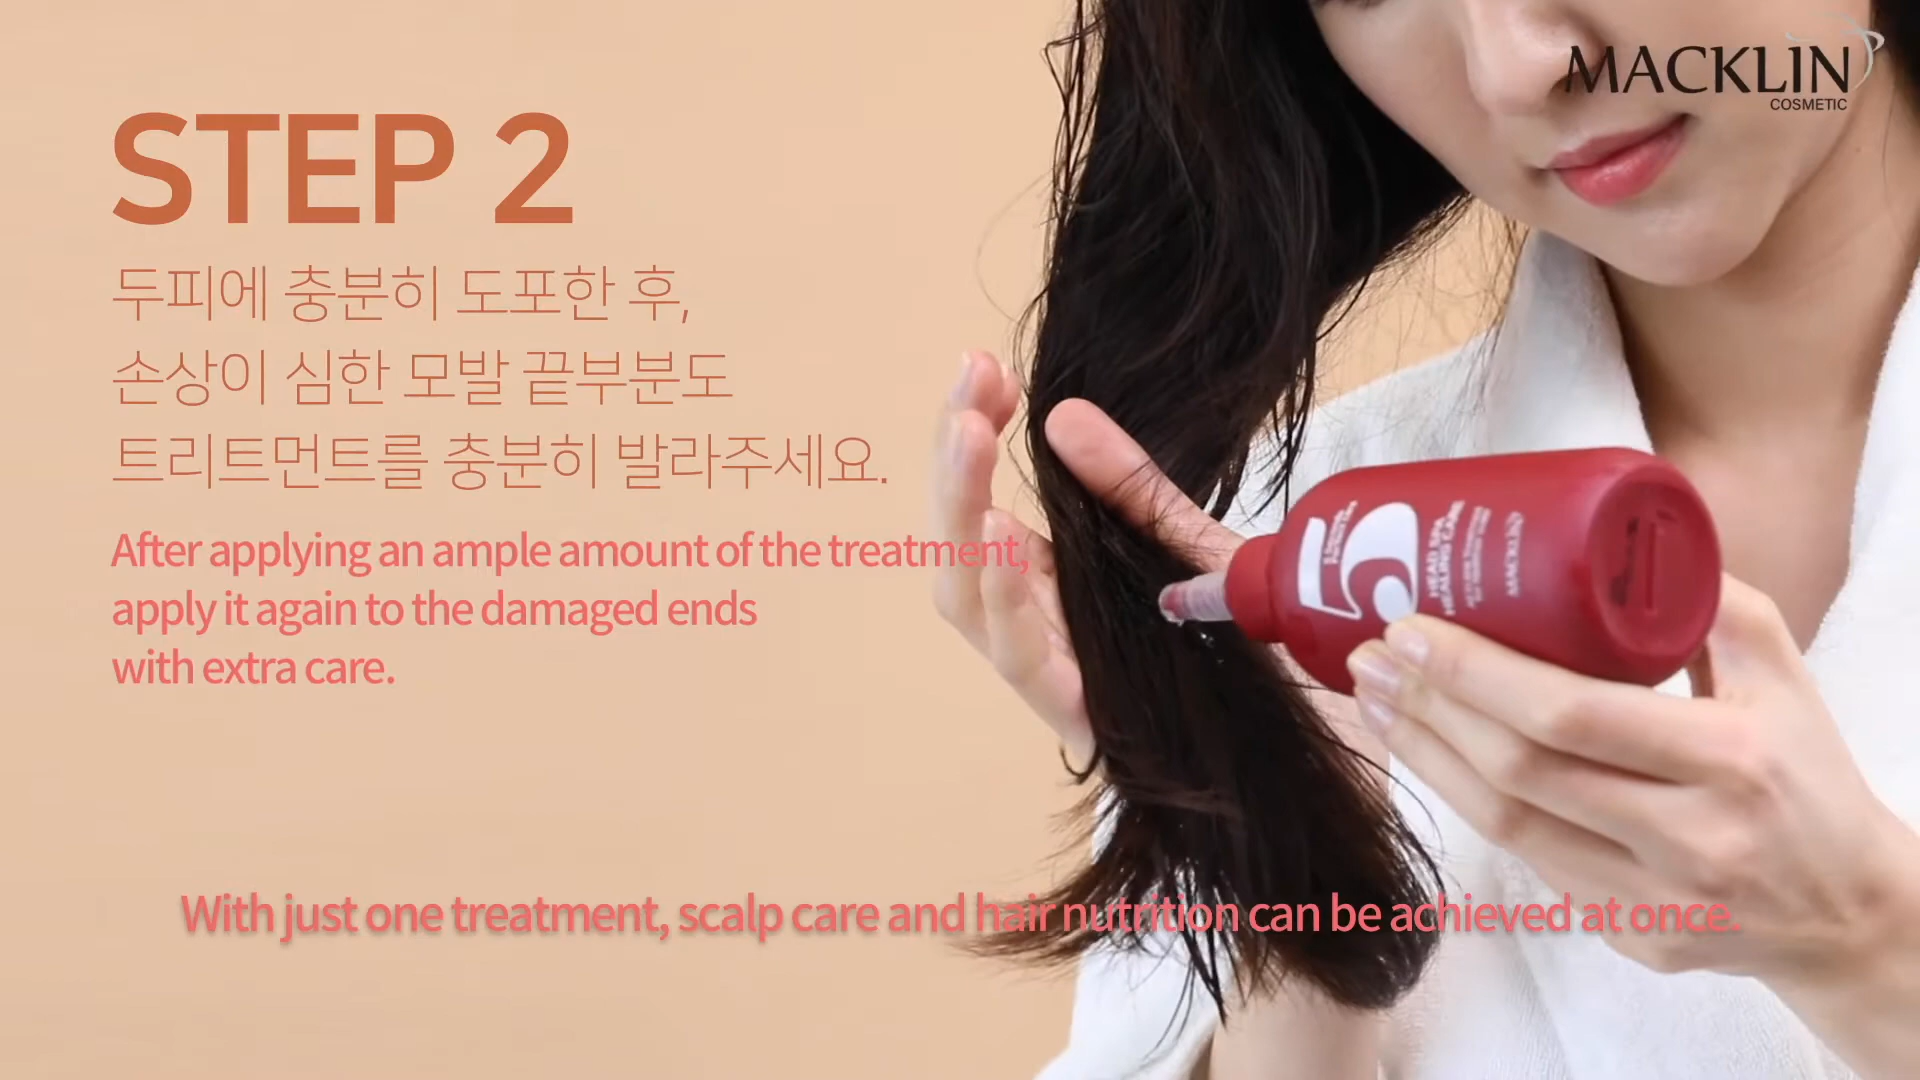 MACKLIN
COSMETIC
STEP 2
두피에 충분히 도포한 후,
손상이 심한 모발 끝부분도
트리트먼트를 충분히 발라주세요.
After applying an ample amount of the treatment,
apply it again to the damaged ends
with extra care.
5
HEAD SPA
HEALING CARE
MACKLIN
With just one treatment, scalp care and hair nutrition can be achieved at once.